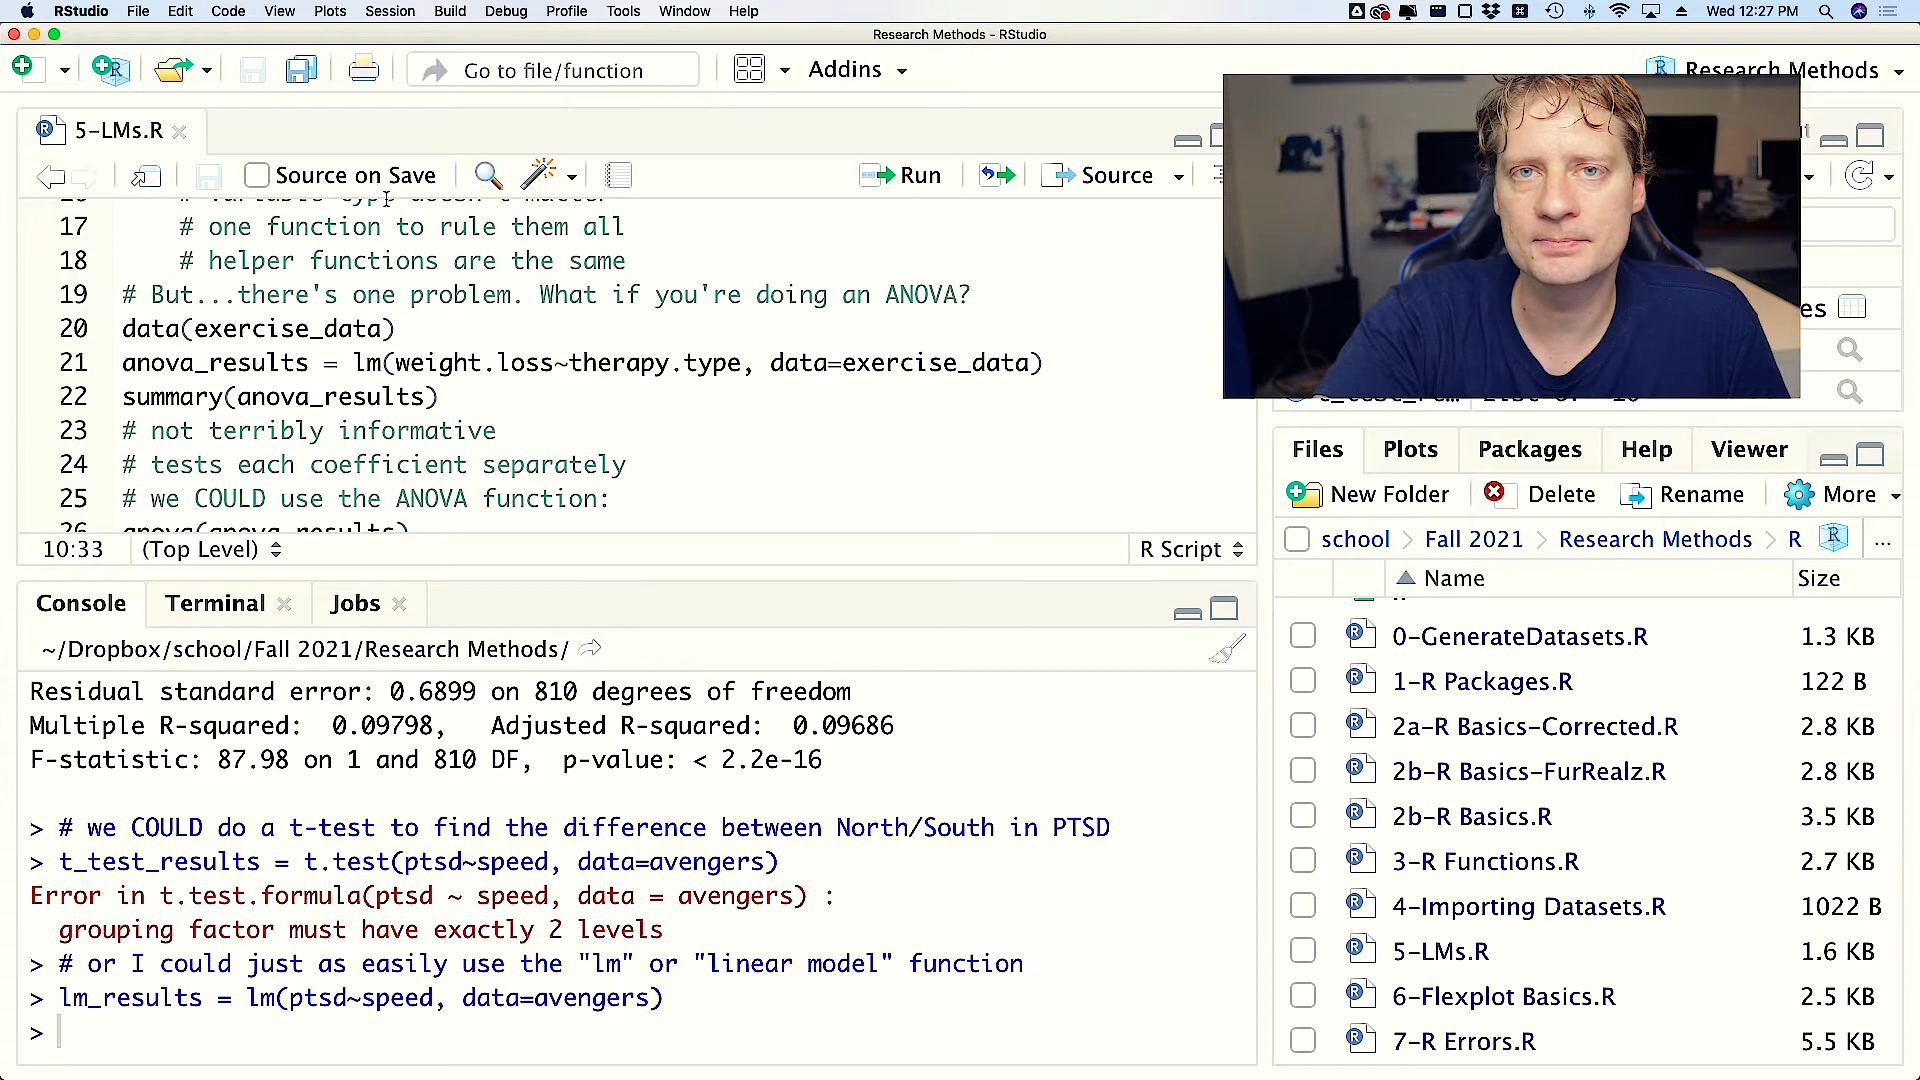 RStudio File Edit Code View Plots Session Build Debug Profile Tools Window Help Wed 12:27 PM
Research Methods - RStudio
Go to file/function Addins Research Methods
5-LMs.R
Source on Save Run Source
17 # one function to rule them all
18 # helper functions are the same
19 # But...there's one problem. What if you're doing an ANOVA?
20 data(exercise_data)
21 anova_results = lm(weight.loss~therapy.type, data=exercise_data)
22 summary(anova_results)
23 # not terribly informative
24 # tests each coefficient separately
25 # we COULD use the ANOVA function:
26 anova(anova_results)
10:33 (Top Level) R Script
Console Terminal Jobs
~/Dropbox/school/Fall 2021/Research Methods/
Residual standard error: 0.6899 on 810 degrees of freedom
Multiple R-squared: 0.09798, Adjusted R-squared: 0.09686
F-statistic: 87.98 on 1 and 810 DF, p-value: < 2.2e-16
> # we COULD do a t-test to find the difference between North/South in PTSD
> t_test_results = t.test(ptsd~speed, data=avengers)
Error in t.test.formula(ptsd ~ speed, data = avengers) :
grouping factor must have exactly 2 levels
> # or I could just as easily use the "lm" or "linear model" function
> lm_results = lm(ptsd~speed, data=avengers)
>
Files Plots Packages Help Viewer
New Folder Delete Rename More
school > Fall 2021 > Research Methods > R ...
Name Size
0-GenerateDatasets.R 1.3 KB
1-R Packages.R 122 B
2a-R Basics-Corrected.R 2.8 KB
2b-R Basics-FurRealz.R 2.8 KB
2b-R Basics.R 3.5 KB
3-R Functions.R 2.7 KB
4-Importing Datasets.R 1022 B
5-LMs.R 1.6 KB
6-Flexplot Basics.R 2.5 KB
7-R Errors.R 5.5 KB